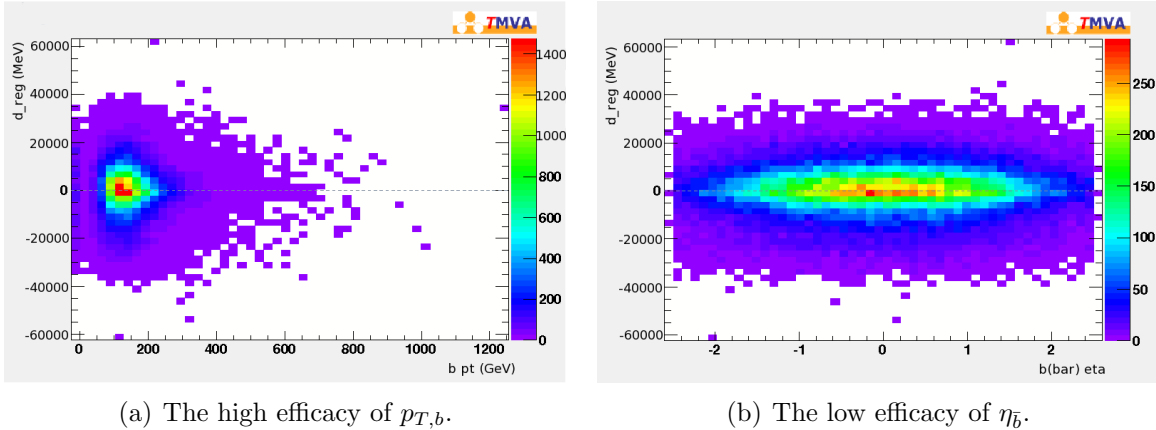 TMVA
d_reg (MeV)
60000
40000
20000
0
-20000
-40000
-60000
0 200 400 600 800 1000 1200
b pt (GeV)
1400
1200
1000
800
600
400
200
0
(a) The high efficacy of p_{T,b}.
TMVA
d_reg (MeV)
60000
40000
20000
0
-20000
-40000
-60000
-2 -1 0 1 2
b(bar) eta
250
200
150
100
50
0
(b) The low efficacy of η_{b̄}.